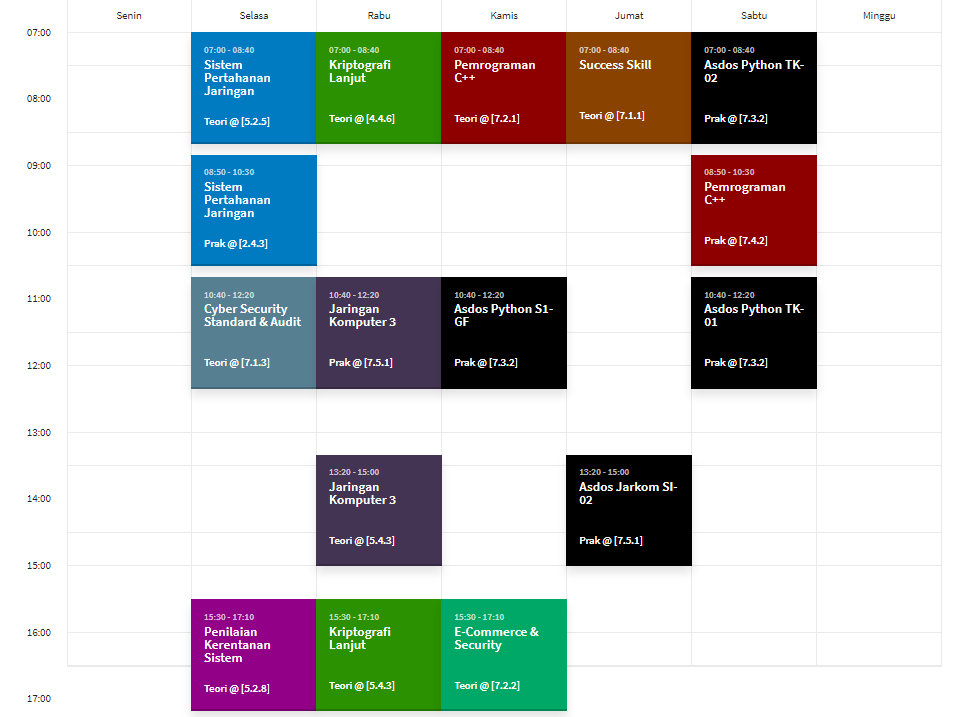 Senin
Selasa
Rabu
Kamis
Jumat
Sabtu
Minggu
07:00
08:00
09:00
10:00
11:00
12:00
13:00
14:00
15:00
16:00
17:00
07:00 - 08:40
Sistem
Pertahanan
Jaringan
Teori @ [5.2.5]
08:50 - 10:30
Sistem
Pertahanan
Jaringan
Prak @ [2.4.3]
10:40 - 12:20
Cyber Security
Standard & Audit
Teori @ [7.1.3]
15:30 - 17:10
Penilaian
Kerentanan
Sistem
Teori @ [5.2.8]
07:00 - 08:40
Kriptografi
Lanjut
Teori @ [4.4.6]
10:40 - 12:20
Jaringan
Komputer 3
Prak @ [7.5.1]
13:20 - 15:00
Jaringan
Komputer 3
Teori @ [5.4.3]
15:30 - 17:10
Kriptografi
Lanjut
Teori @ [5.4.3]
07:00 - 08:40
Pemrograman
C++
Teori @ [7.2.1]
10:40 - 12:20
Asdos Python S1-
GF
Prak @ [7.3.2]
15:30 - 17:10
E-Commerce &
Security
Teori @ [7.2.2]
07:00 - 08:40
Success Skill
Teori @ [7.1.1]
13:20 - 15:00
Asdos Jarkom SI-
02
Prak @ [7.5.1]
07:00 - 08:40
Asdos Python TK-
02
Prak @ [7.3.2]
08:50 - 10:30
Pemrograman
C++
Prak @ [7.4.2]
10:40 - 12:20
Asdos Python TK-
01
Prak @ [7.3.2]